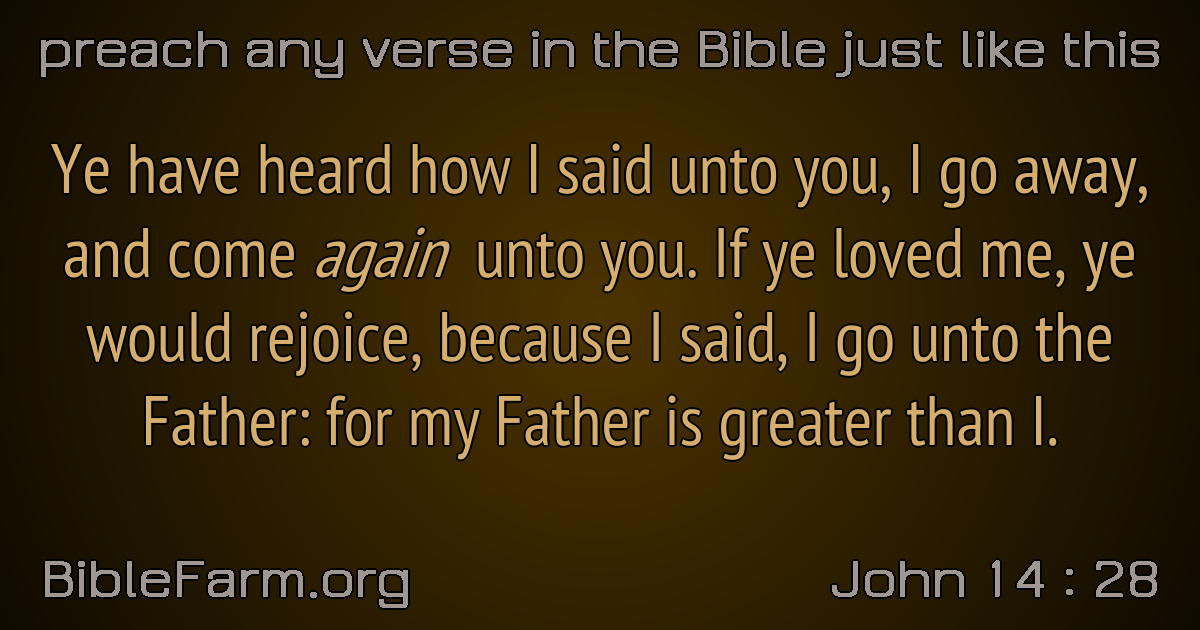 preach any verse in the Bible just like this
Ye have heard how I said unto you, I go away,
and come again unto you. If ye loved me, ye
would rejoice, because I said, I go unto the
Father: for my Father is greater than I.
BibleFarm.org
John 14 : 28